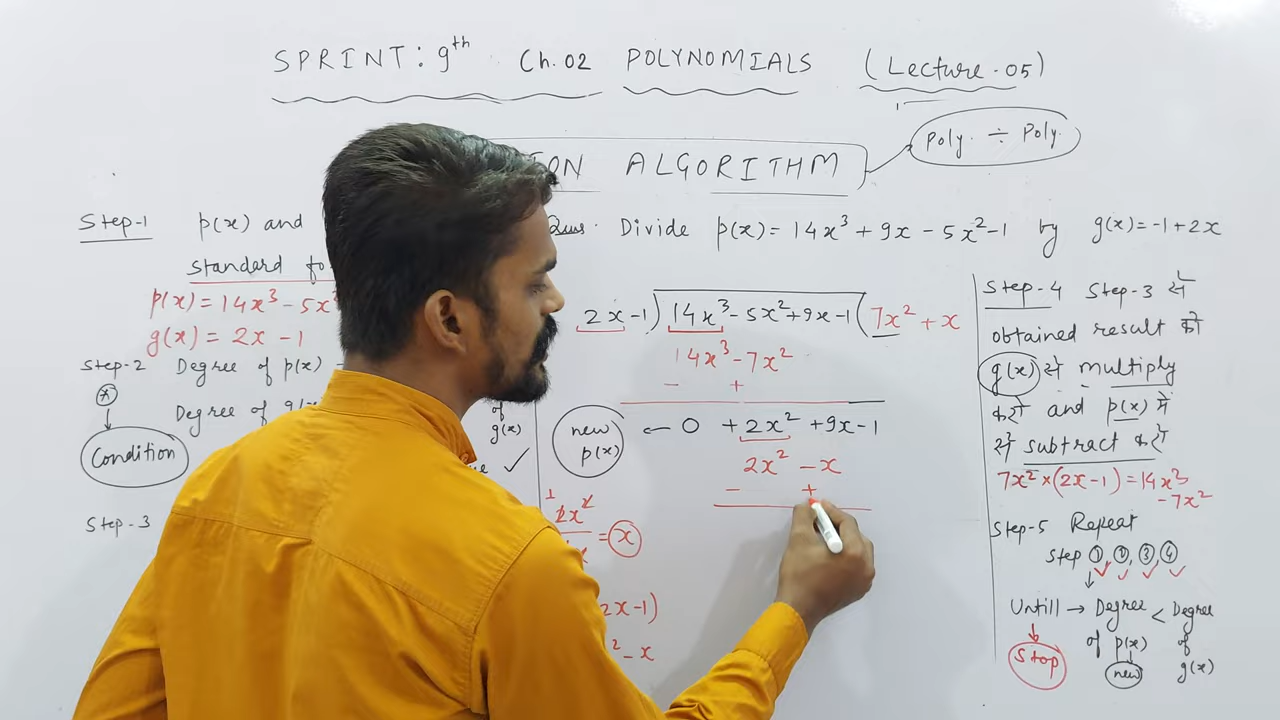 SPRINT: 9th Ch. 02 POLYNOMIALS (Lecture-05)
ION ALGORITHM
Poly. ÷ Poly.
Step-1 p(x) and
standard fo
p(x) = 14x³ - 5x²
g(x) = 2x - 1
Step-2 Degree of p(x)
Degree of g(x)
of
g(x)
Condition
✓
Step-3
Ques. Divide p(x) = 14x³ + 9x - 5x² - 1 by g(x) = -1 + 2x
2x-1) 14x³ - 5x² + 9x - 1 (7x² + x
14x³ - 7x²
- +
new
p(x)
← 0 + 2x² + 9x - 1
2x² - x
- +
1
2x²
= x
2x-1)
² - x
Step-4 Step-3 से
obtained result को
g(x) से multiply
करो and p(x) में
से subtract करो
7x² × (2x-1) = 14x³
- 7x²
Step-5 Repeat
Step 1, 2, 3, 4
Untill → Degree < Degree
of p(x) of
Stop new g(x)